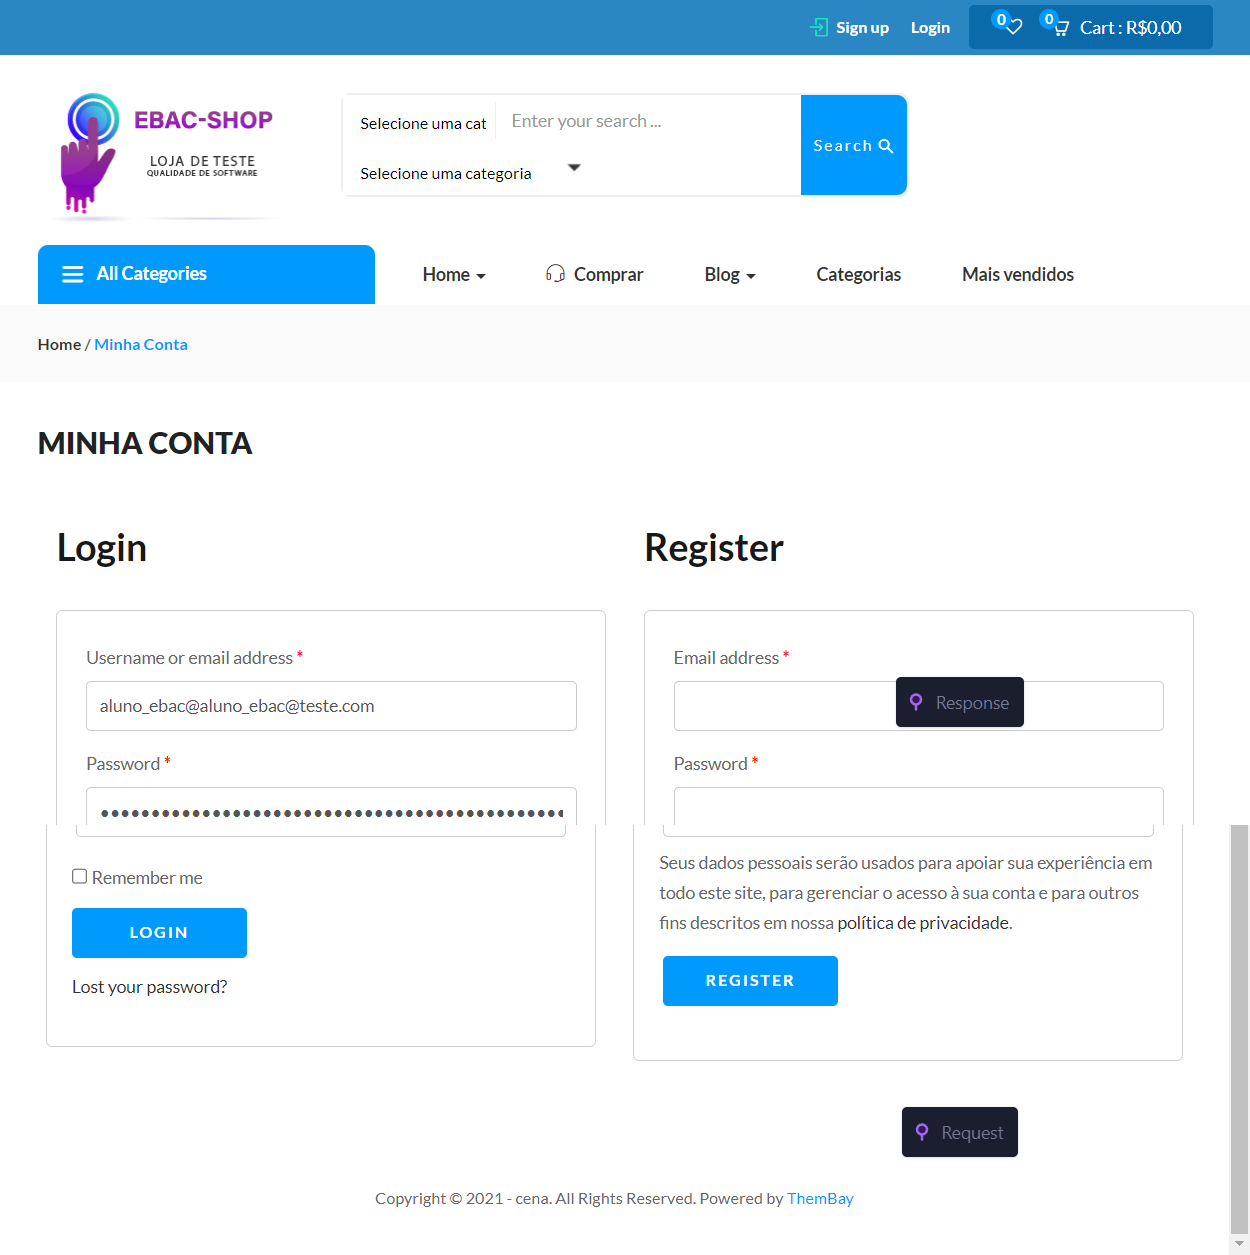 Sign up
Login
0
0
Cart : R$0,00
EBAC-SHOP
LOJA DE TESTE
QUALIDADE DE SOFTWARE
Selecione uma cat
Enter your search ...
Selecione uma categoria
Search
All Categories
Home
Comprar
Blog
Categorias
Mais vendidos
Home / Minha Conta
MINHA CONTA
Login
Register
Username or email address *
aluno_ebac@aluno_ebac@teste.com
Password *
Email address *
Response
Password *
Remember me
LOGIN
Lost your password?
Seus dados pessoais serão usados para apoiar sua experiência em
todo este site, para gerenciar o acesso à sua conta e para outros
fins descritos em nossa política de privacidade.
REGISTER
Request
Copyright © 2021 - cena. All Rights Reserved. Powered by ThemBay